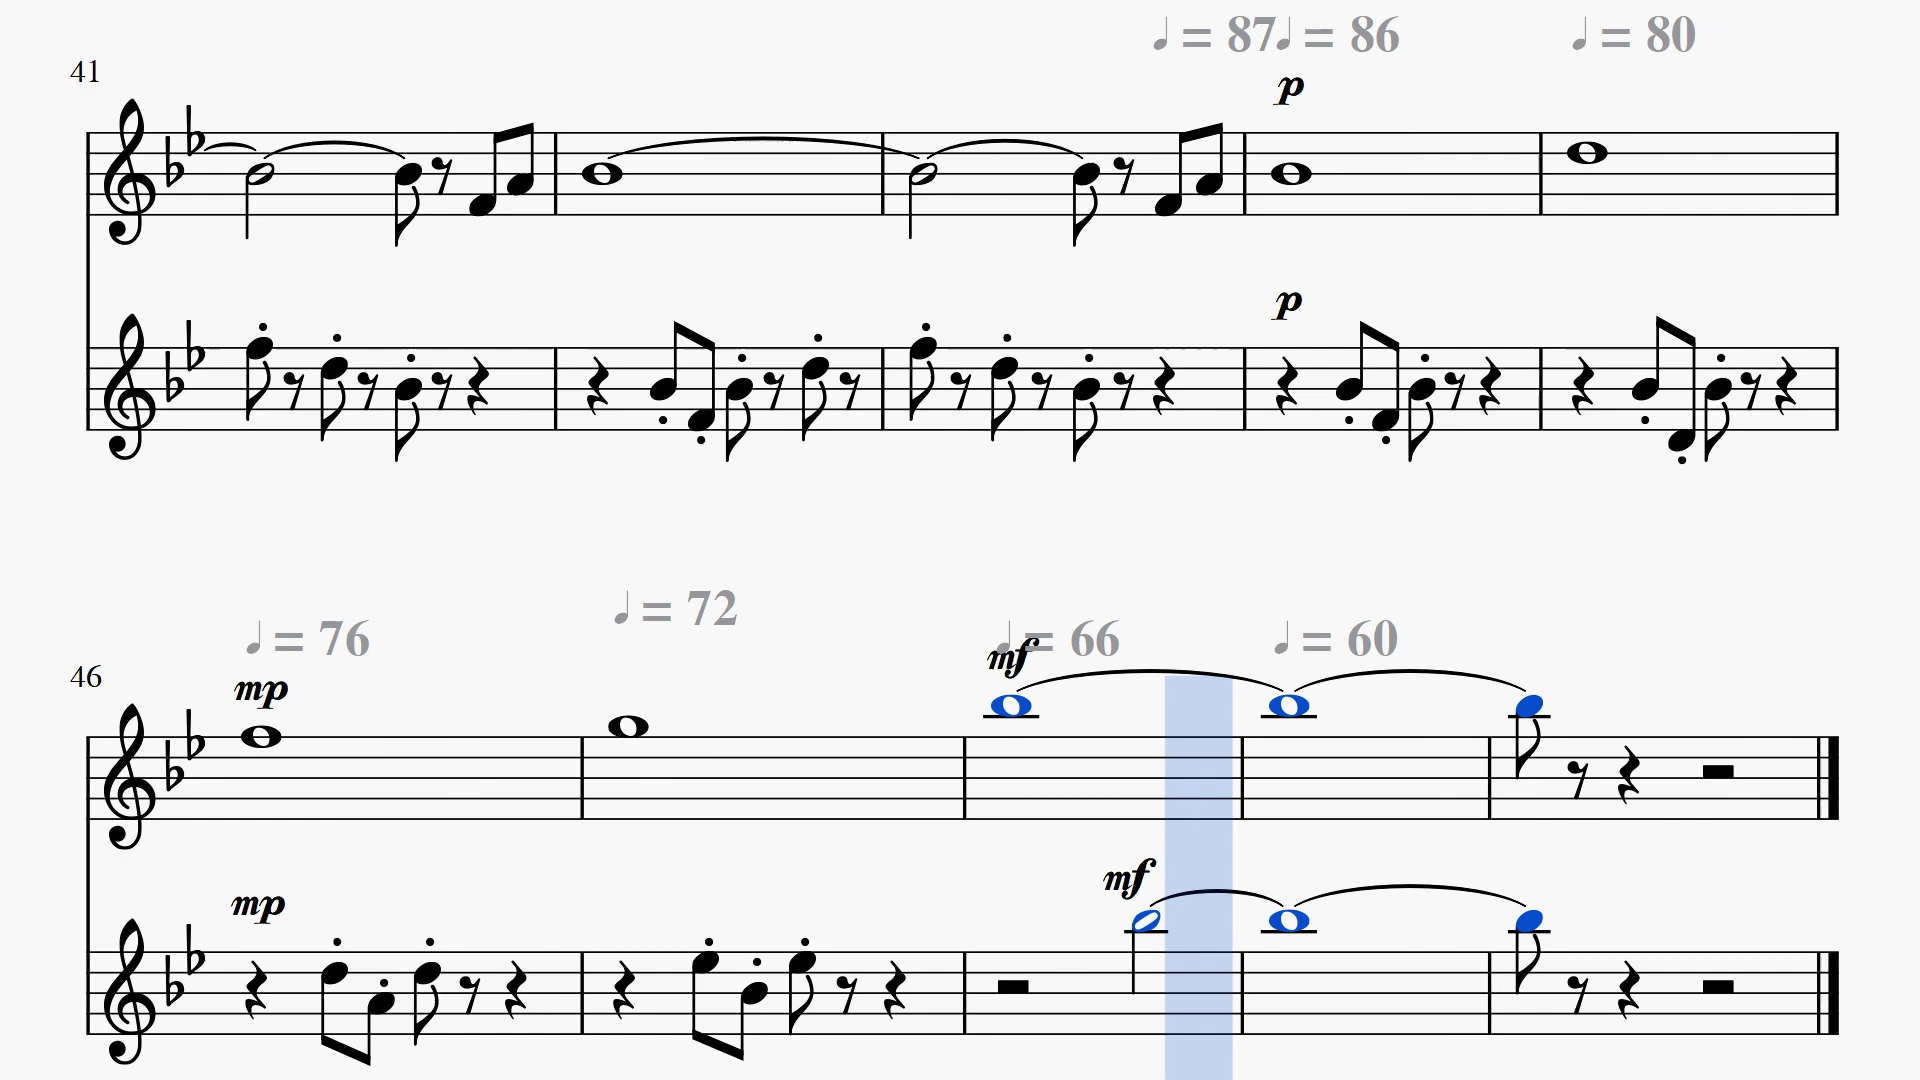 ♩ = 87 ♩ = 86 ♩ = 80
41
p
p
♩ = 72
♩ = 76 ♩ = 66 ♩ = 60
mf
46
mp
mf
mp